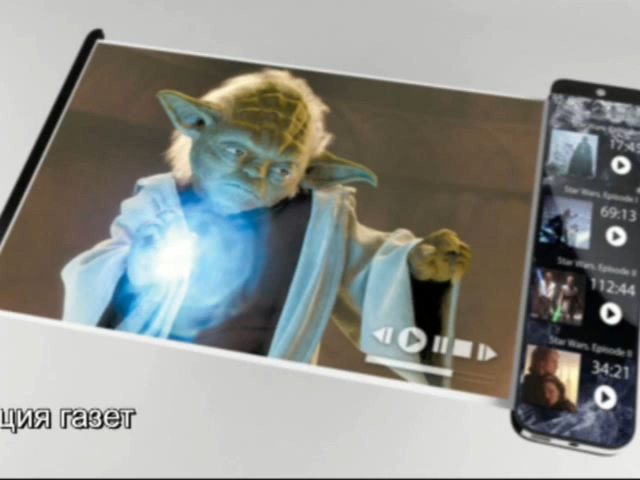 17:45
Star Wars. Episode I
69:13
Star Wars. Episode II
112:44
Star Wars. Episode II
34:21
ция газет